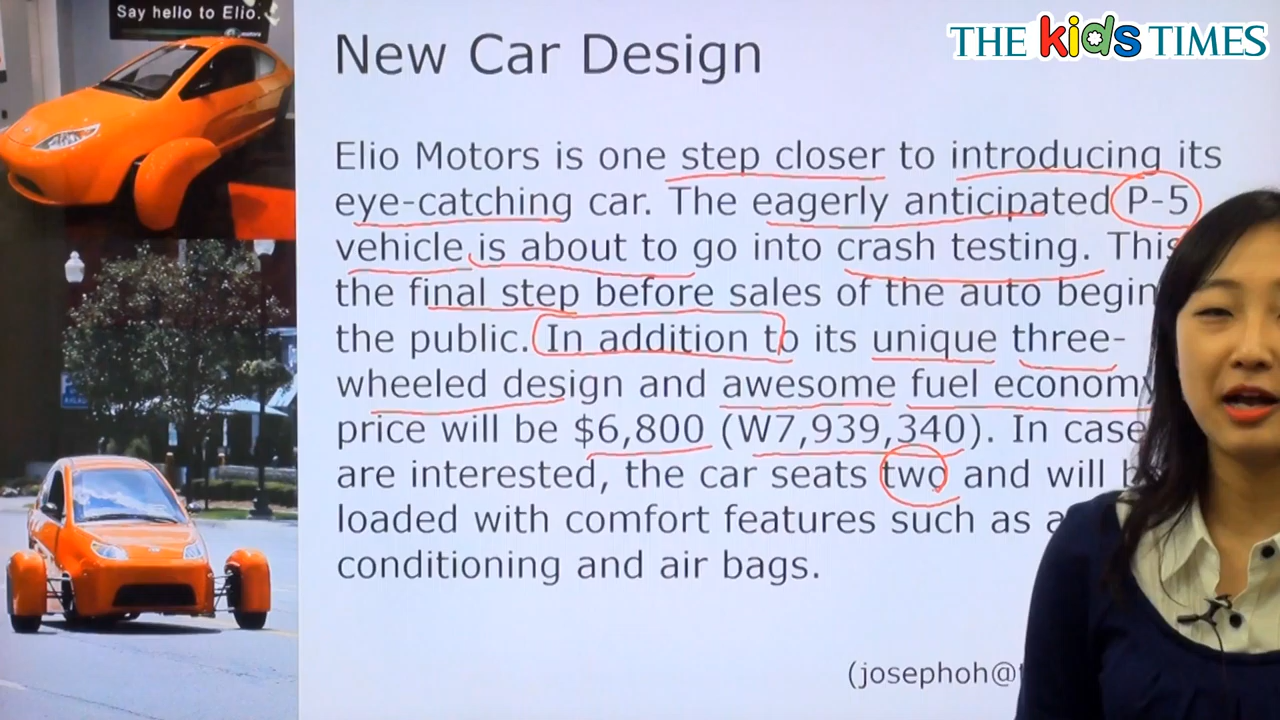 Say hello to Elio.
THE kids TIMES
New Car Design
Elio Motors is one step closer to introducing its
eye-catching car. The eagerly anticipated P-5
vehicle is about to go into crash testing. This
the final step before sales of the auto begin
the public. In addition to its unique three-
wheeled design and awesome fuel economy
price will be $6,800 (W7,939,340). In case
are interested, the car seats two and will
loaded with comfort features such as
conditioning and air bags.
(josephoh@